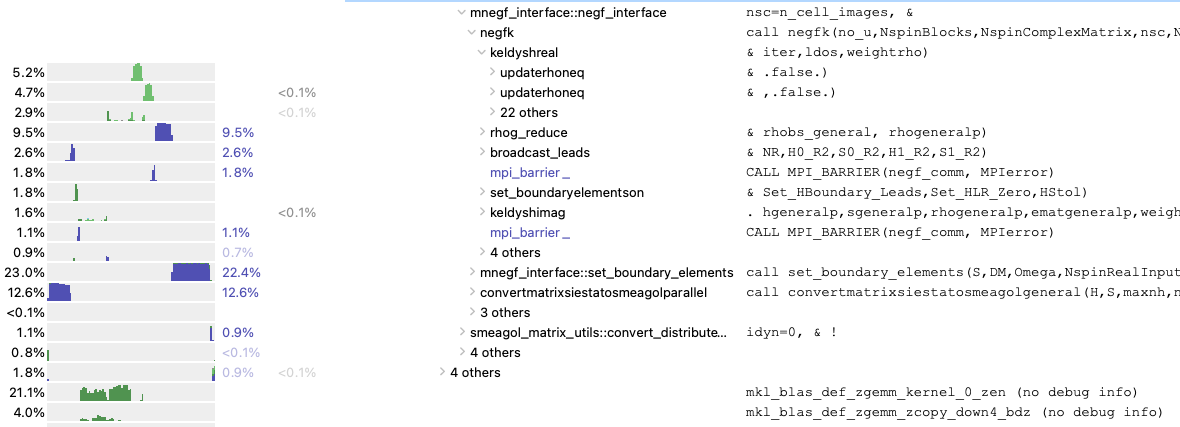 mnegf_interface::negf_interface nsc=n_cell_images, &
negfk call negfk(no_u,NspinBlocks,NspinComplexMatrix,nsc,N
keldyshreal & iter,ldos,weightrho)
5.2% updaterhoneq & .false.)
4.7% <0.1% updaterhoneq & ,.false.)
2.9% <0.1% 22 others
9.5% 9.5% rhog_reduce & rhobs_general, rhogeneralp)
2.6% 2.6% broadcast_leads & NR,H0_R2,S0_R2,H1_R2,S1_R2)
1.8% 1.8% mpi_barrier_ CALL MPI_BARRIER(negf_comm, MPIerror)
1.8% set_boundaryelementson & Set_HBoundary_Leads,Set_HLR_Zero,HStol)
1.6% <0.1% keldyshimag . hgeneralp,sgeneralp,rhogeneralp,ematgeneralp,weigh
1.1% 1.1% mpi_barrier_ CALL MPI_BARRIER(negf_comm, MPIerror)
0.9% 0.7% 4 others
23.0% 22.4% mnegf_interface::set_boundary_elements call set_boundary_elements(S,DM,Omega,NspinRealInput
12.6% 12.6% convertmatrixsiestatosmeagolparallel call convertmatrixsiestatosmeagolgeneral(H,S,maxnh,n
<0.1% 3 others
1.1% 0.9% smeagol_matrix_utils::convert_distribute... idyn=0, & !
0.8% <0.1% 4 others
1.8% 0.9% <0.1% 4 others
21.1% mkl_blas_def_zgemm_kernel_0_zen (no debug info)
4.0% mkl_blas_def_zgemm_zcopy_down4_bdz (no debug info)